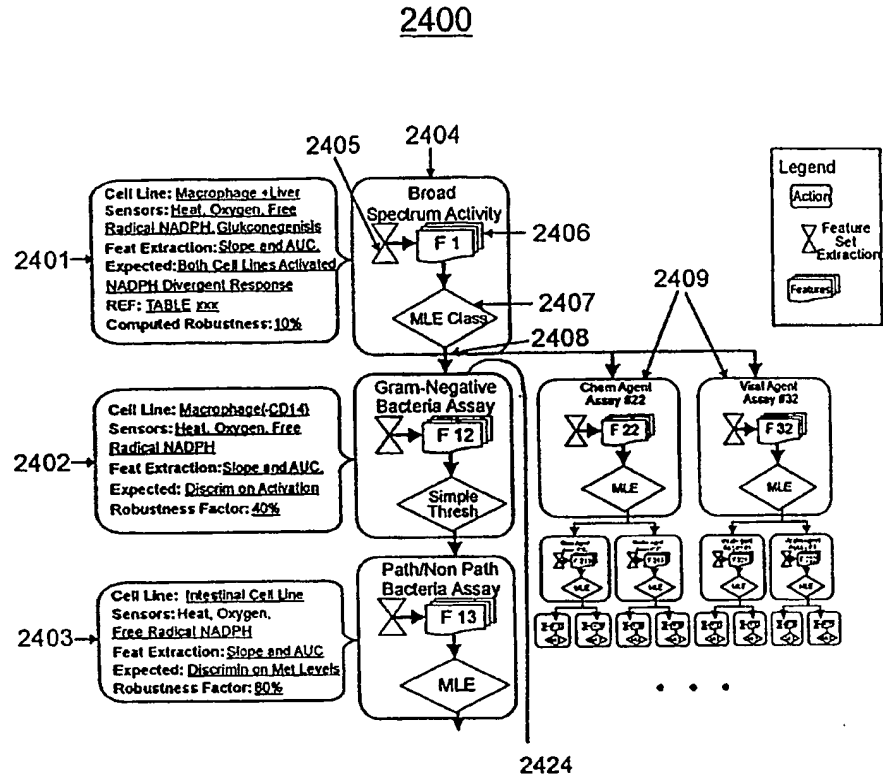 2400
2404
2405
Cell Line: Macrophage +Liver
Sensors: Heat, Oxygen, Free
Radical NADPH, Glukconegenisis
Feat Extraction: Slope and AUC.
Expected: Both Cell Lines Activated
NADPH Divergent Response
REF: TABLE xxx
Computed Robustness: 10%
2401
Broad
Spectrum Activity
F 1
2406
MLE Class
2407
2408
2409
Legend
Action
Feature
Set
Extraction
Features
Cell Line: Macrophage(-CD14)
Sensors: Heat, Oxygen, Free
Radical NADPH
Feat Extraction: Slope and AUC.
Expected: Discrim on Activation
Robustness Factor: 40%
2402
Gram-Negative
Bacteria Assay
F 12
Simple
Thresh
Chem Agent
Assay #22
F 22
MLE
Viral Agent
Assay #32
F 32
MLE
Cell Line: Intestinal Cell Line
Sensors: Heat, Oxygen,
Free Radical NADPH
Feat Extraction: Slope and AUC
Expected: Discrimin on Met Levels
Robustness Factor: 80%
2403
Path/Non Path
Bacteria Assay
F 13
MLE
MLE
MLE
MLE
MLE
2424